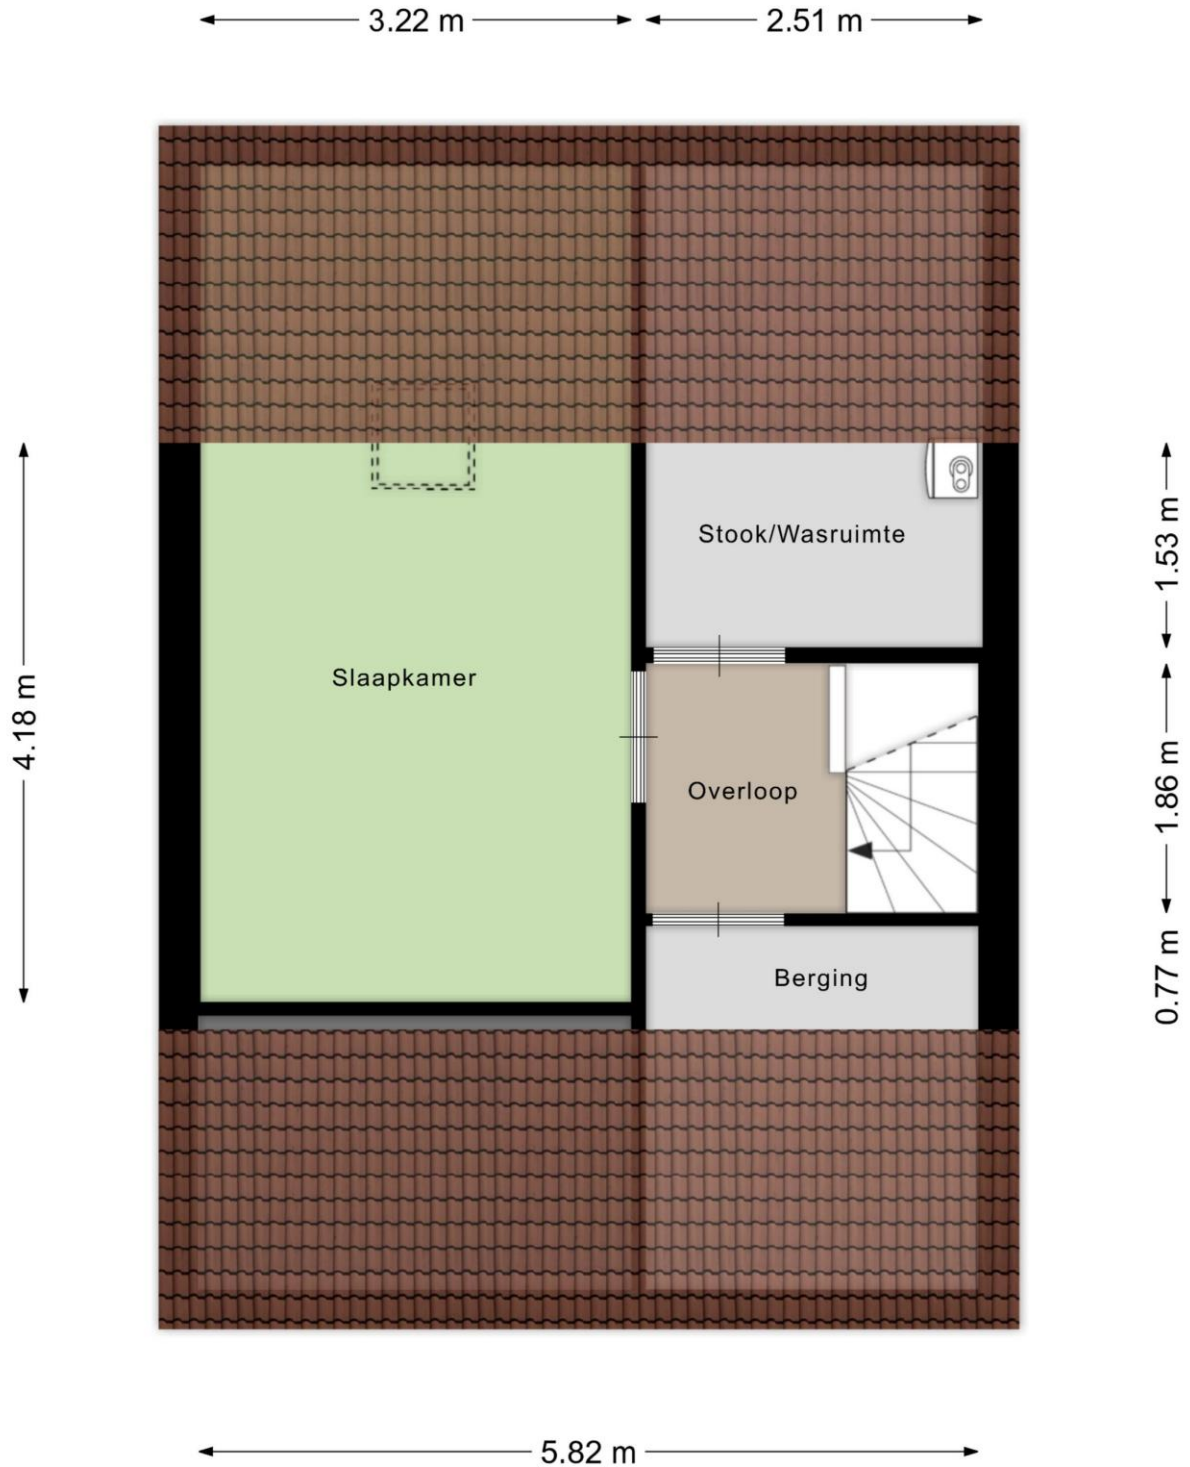 3.22 m
2.51 m
Stook/Wasruimte
1.53 m
Slaapkamer
4.18 m
Overloop
1.86 m
Berging
0.77 m
5.82 m